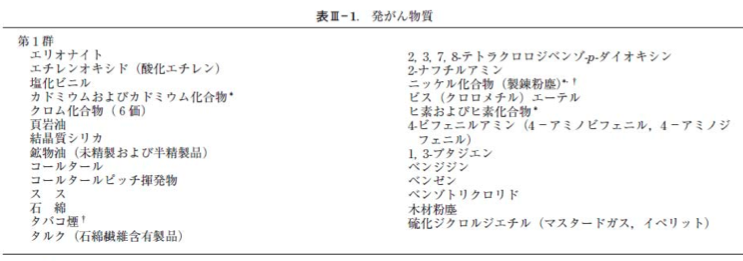 表Ⅲ-1. 発がん物質
第1群
エリオナイト
エチレンオキシド（酸化エチレン）
塩化ビニル
カドミウムおよびカドミウム化合物*
クロム化合物（6価）
頁岩油
結晶質シリカ
鉱物油（未精製および半精製品）
コールタール
コールタールピッチ揮発物
ス　ス
石　綿
タバコ煙†
タルク（石綿繊維含有製品）
2, 3, 7, 8-テトラクロロジベンゾ-p-ダイオキシン
2-ナフチルアミン
ニッケル化合物（製錬粉塵）*,†
ビス（クロロメチル）エーテル
ヒ素およびヒ素化合物*
4-ビフェニルアミン（4－アミノビフェニル，4－アミノジ
フェニル）
1, 3-ブタジエン
ベンジジン
ベンゼン
ベンゾトリクロリド
木材粉塵
硫化ジクロルジエチル（マスタードガス，イペリット）